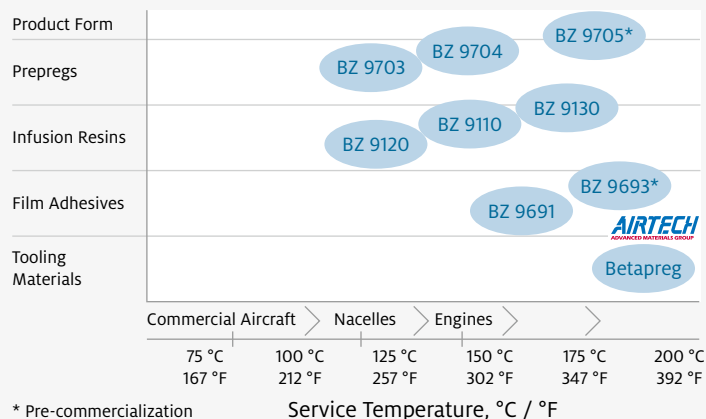 Product Form
BZ 9705*
BZ 9704
Prepregs
BZ 9703
BZ 9130
BZ 9110
Infusion Resins
BZ 9120
BZ 9693*
Film Adhesives
BZ 9691
AIRTECH
ADVANCED MATERIALS GROUP
Tooling
Materials
Betapreg
Commercial Aircraft Nacelles Engines
75 °C 100 °C 125 °C 150 °C 175 °C 200 °C
167 °F 212 °F 257 °F 302 °F 347 °F 392 °F
* Pre-commercialization Service Temperature, °C / °F